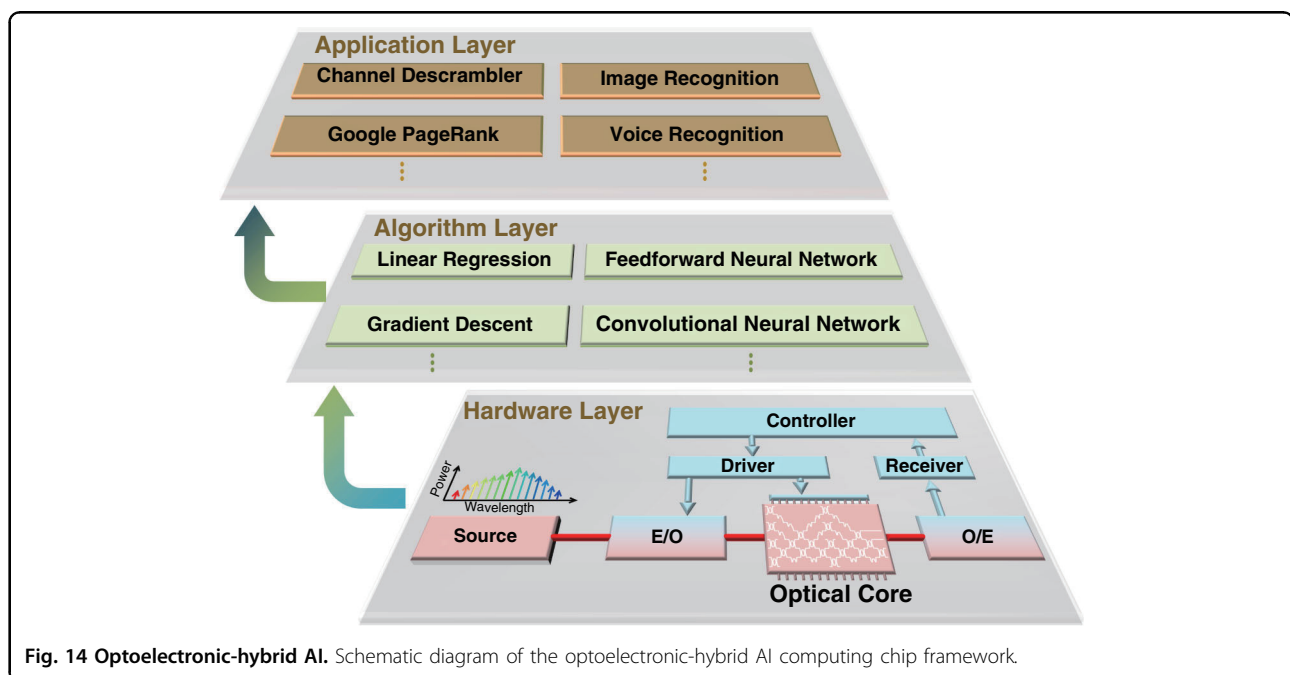 Application Layer
Channel Descrambler
Image Recognition
Google PageRank
Voice Recognition
Algorithm Layer
Linear Regression
Feedforward Neural Network
Gradient Descent
Convolutional Neural Network
Hardware Layer
Controller
Driver
Receiver
Power
Wavelength
Source
E/O
O/E
Optical Core
Fig. 14 Optoelectronic-hybrid AI. Schematic diagram of the optoelectronic-hybrid AI computing chip framework.